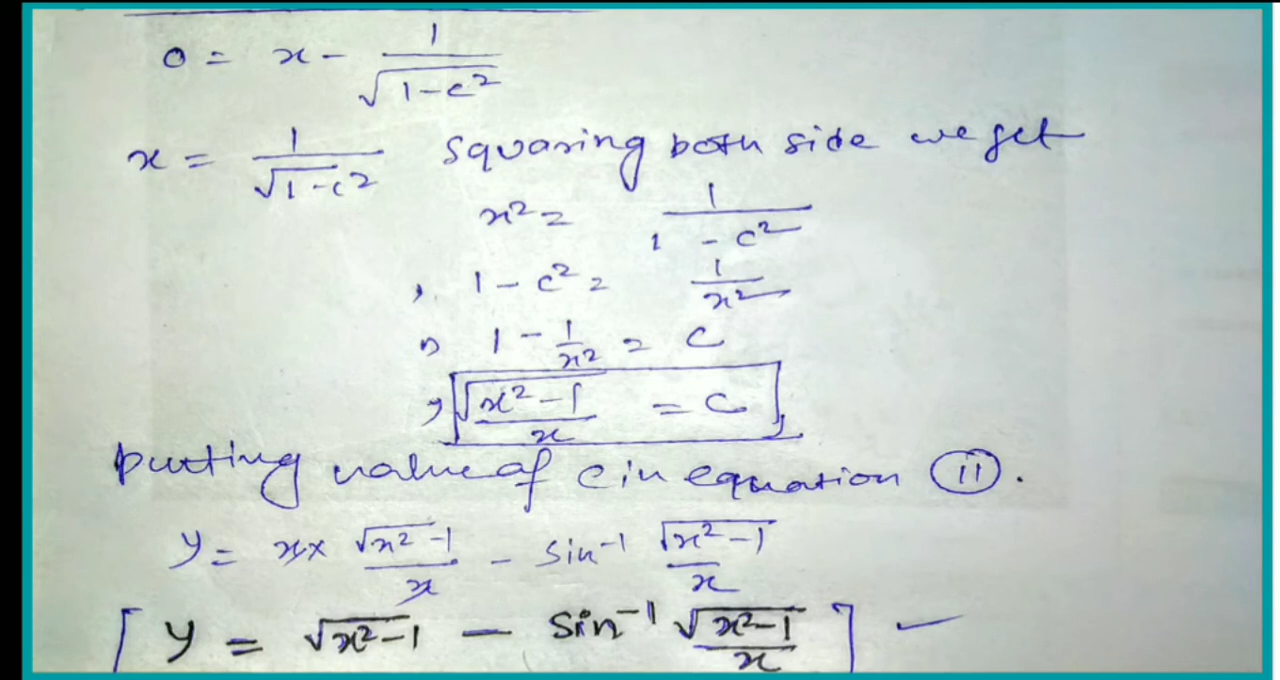 0 = x - 1/√(1-c²)
x = 1/√(1-c²) squaring both side we get
x² = 1/(1-c²)
, 1-c² = 1/x²
, 1 - 1/x² = c
, √(x²-1)/x = c
putting value of c in equation (ii).
y = x × √(x²-1)/x - sin⁻¹ √(x²-1)/x
[ y = √(x²-1) - sin⁻¹ √(x²-1)/x ]